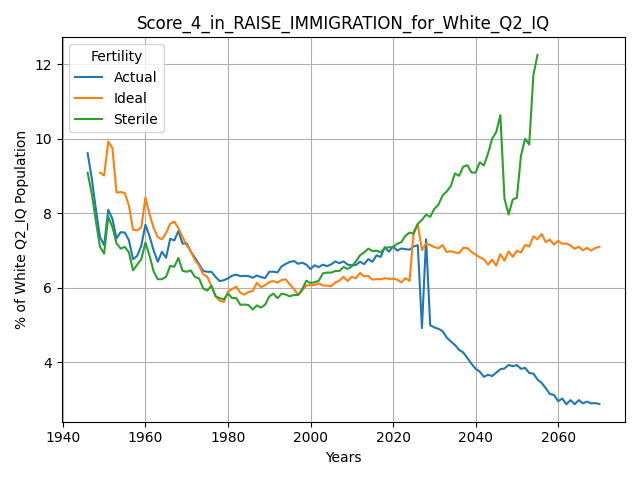 Score_4_in_RAISE_IMMIGRATION_for_White_Q2_IQ
Fertility
Actual
Ideal
Sterile
% of White Q2_IQ Population
12
10
8
6
4
1940
1960
1980
2000
2020
2040
2060
Years